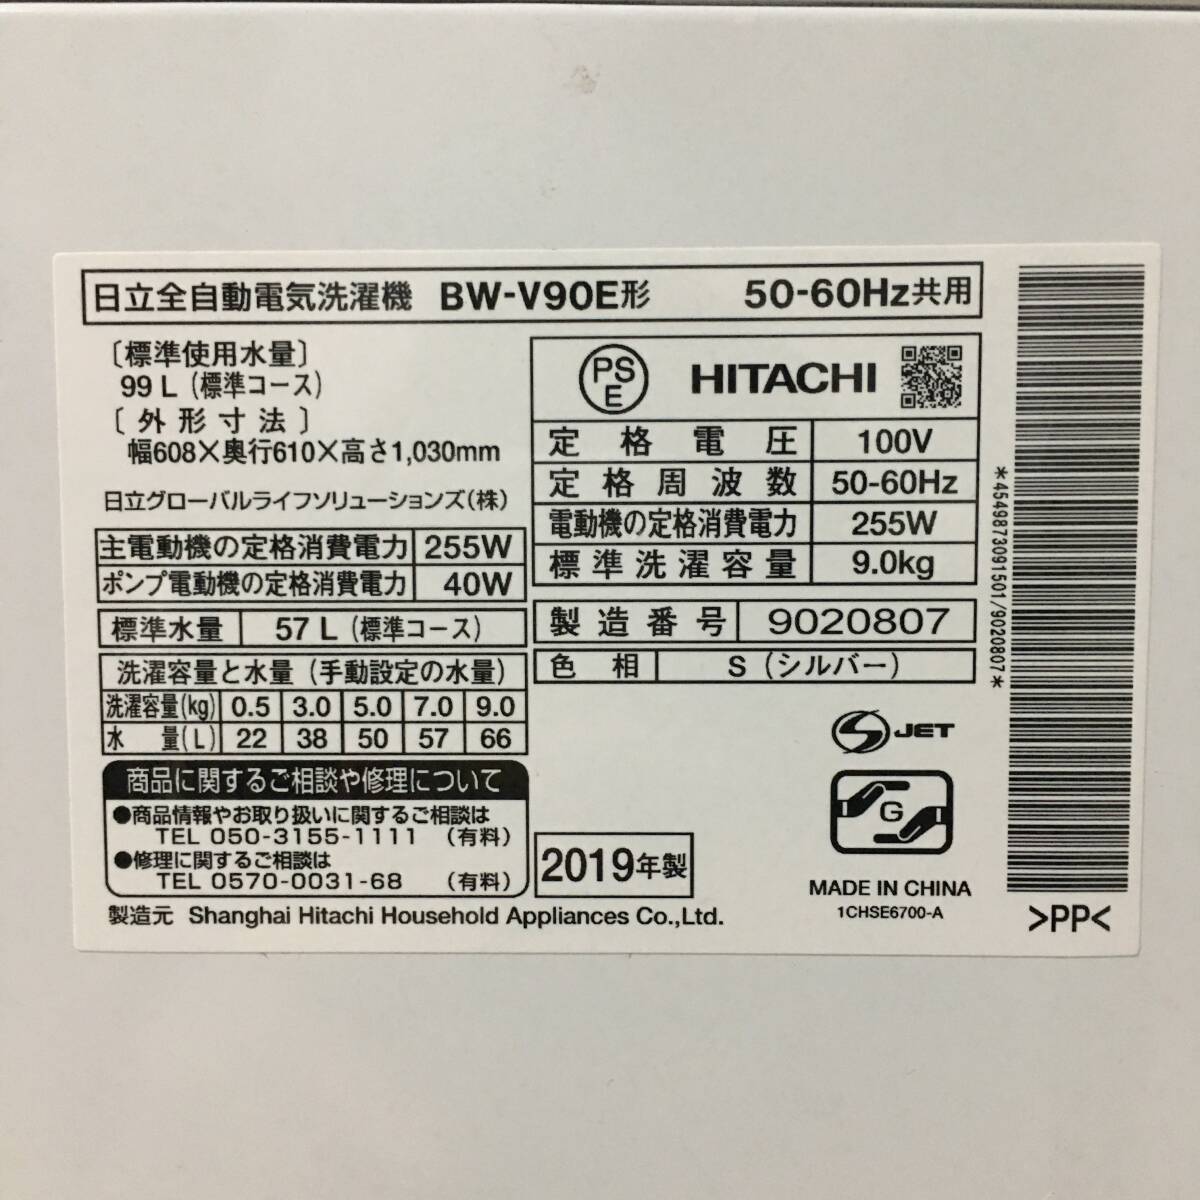 日立全自動電気洗濯機 BW-V90E形 50-60Hz共用
〔標準使用水量〕
99 L (標準コース)
〔外形寸法〕
幅608×奥行610×高さ1,030mm
日立グローバルライフソリューションズ(株)
主電動機の定格消費電力 255W
ポンプ電動機の定格消費電力 40W
標準水量 57 L (標準コース)
洗濯容量と水量 (手動設定の水量)
洗濯容量(kg) 0.5 3.0 5.0 7.0 9.0
水量(L) 22 38 50 57 66
商品に関するご相談や修理について
●商品情報やお取り扱いに関するご相談は
TEL 050-3155-1111 (有料)
●修理に関するご相談は
TEL 0570-0031-68 (有料)
製造元 Shanghai Hitachi Household Appliances Co.,Ltd.
PS
E
HITACHI
定格電圧 100V
定格周波数 50-60Hz
電動機の定格消費電力 255W
標準洗濯容量 9.0kg
製造番号 9020807
色相 S (シルバー)
2019年製
S JET
G
MADE IN CHINA
1CHSE6700-A
*4549873091501/9020807*
>PP<